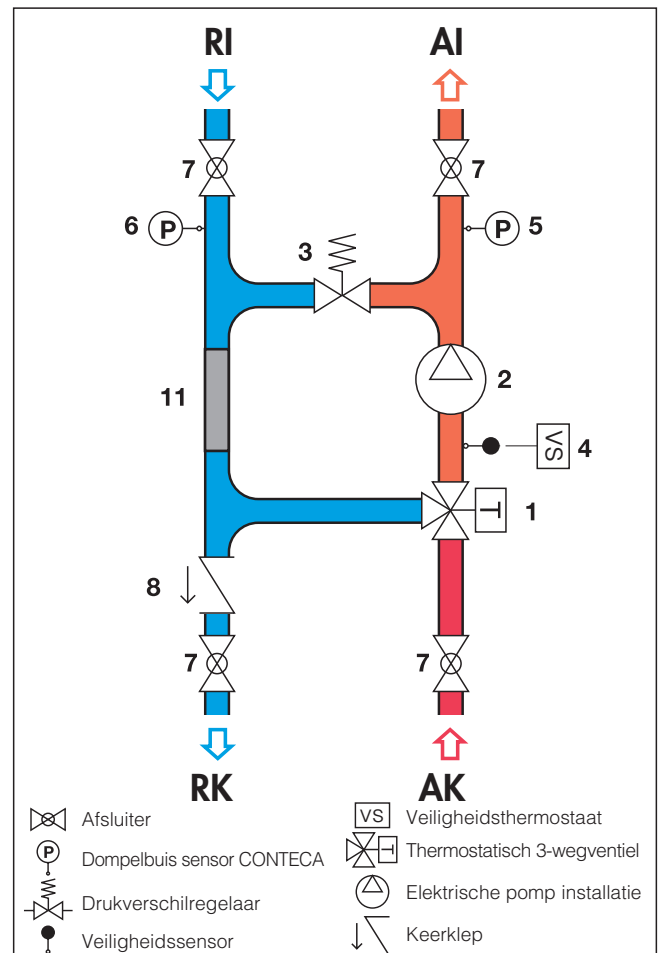 RI AI
7 7
6 P P 5
3
2
11
VS 4
T 1
8
7 7
RK AK
Afsluiter
P Dompelbuis sensor CONTECA
Drukverschilregelaar
Veiligheidssensor
VS Veiligheidsthermostaat
T Thermostatisch 3-wegventiel
Elektrische pomp installatie
Keerklep